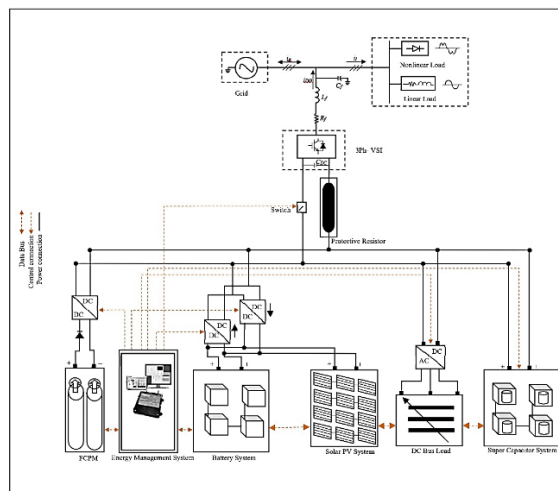 Grid
Nonlinear Load
Linear Load
Cf
Lf
Rf
3Ph- VSI
CDC
Switch
Protective Resistor
Data Bus
Control connection
Power connection
DC
DC
DC
DC
DC
DC
DC
AC
FCPM
Energy Management System
Battery System
Solar PV System
DC Bus Load
Super Capacitor System